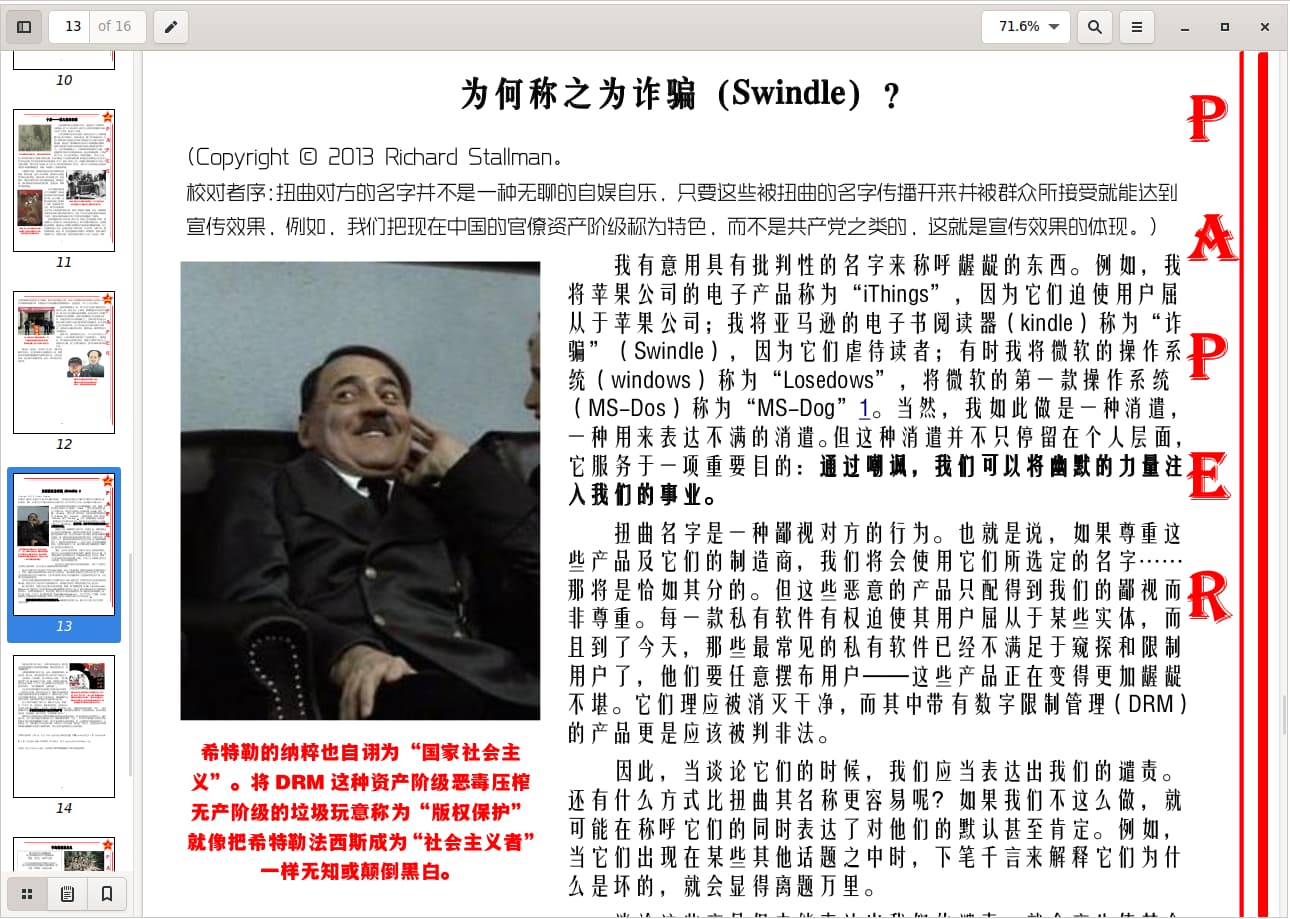 13
of 16
71.6%
10
11
12
13
14
为何称之为诈骗（Swindle）？
(Copyright © 2013 Richard Stallman。
校对者序:扭曲对方的名字并不是一种无聊的自娱自乐，只要这些被扭曲的名字传播开来并被群众所接受就能达到
宣传效果，例如，我们把现在中国的官僚资产阶级称为特色，而不是共产党之类的，这就是宣传效果的体现。）
我有意用具有批判性的名字来称呼龌龊的东西。例如，我
将苹果公司的电子产品称为“iThings”，因为它们迫使用户屈
从于苹果公司；我将亚马逊的电子书阅读器（kindle）称为“诈
骗”（Swindle），因为它们虐待读者；有时我将微软的操作系
统（windows）称为“Losedows”，将微软的第一款操作系统
（MS-Dos）称为“MS-Dog”1。当然，我如此做是一种消遣，
一种用来表达不满的消遣。但这种消遣并不只停留在个人层面，
它服务于一项重要目的：通过嘲讽，我们可以将幽默的力量注
入我们的事业。
扭曲名字是一种鄙视对方的行为。也就是说，如果尊重这
些产品及它们的制造商，我们将会使用它们所选定的名字……
那将是恰如其分的。但这些恶意的产品只配得到我们的鄙视而
非尊重。每一款私有软件有权迫使其用户屈从于某些实体，而
且到了今天，那些最常见的私有软件已经不满足于窥探和限制
用户了，他们要任意摆布用户——这些产品正在变得更加龌龊
不堪。它们理应被消灭干净，而其中带有数字限制管理（DRM）
的产品更是应该被判非法。
因此，当谈论它们的时候，我们应当表达出我们的谴责。
还有什么方式比扭曲其名称更容易呢？如果我们不这么做，就
可能在称呼它们的同时表达了对他们的默认甚至肯定。例如，
当它们出现在某些其他话题之中时，下笔千言来解释它们为什
么是坏的，就会显得离题万里。
希特勒的纳粹也自诩为“国家社会主
义”。将 DRM 这种资产阶级恶毒压榨
无产阶级的垃圾玩意称为“版权保护”
就像把希特勒法西斯成为“社会主义者”
一样无知或颠倒黑白。
P
A
P
E
R